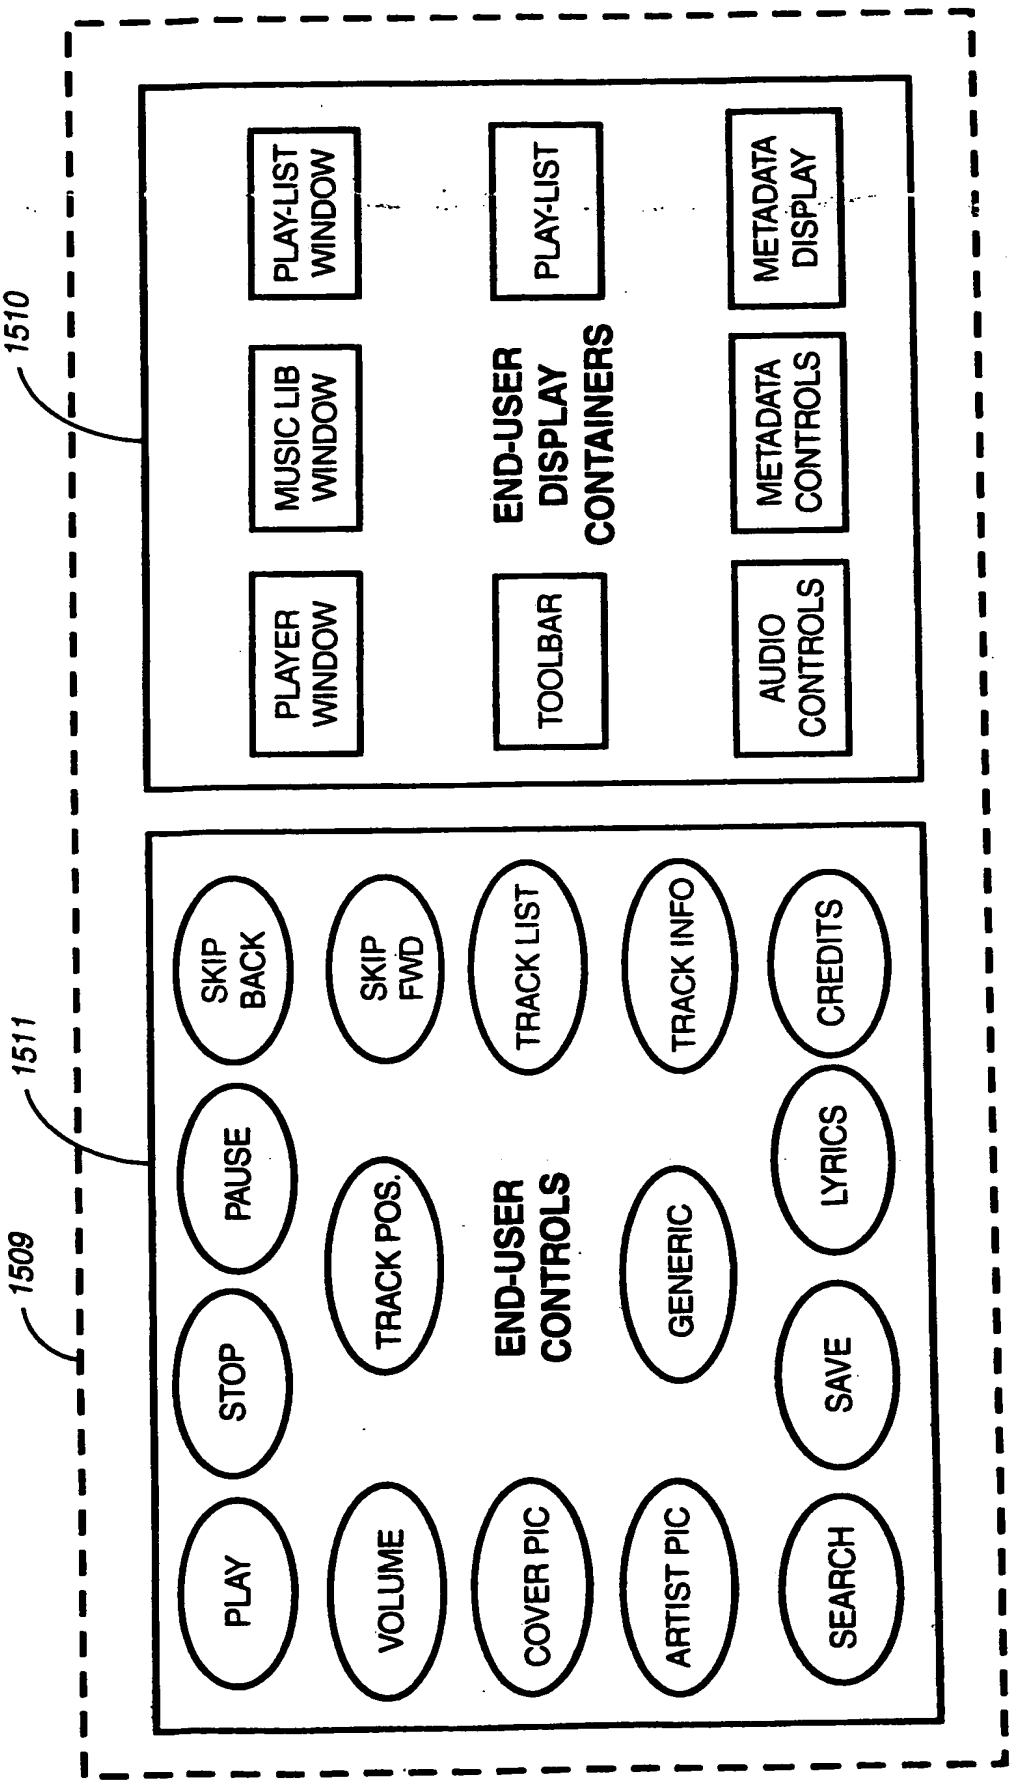 1509
1511
1510
PLAY
STOP
PAUSE
SKIP
BACK
VOLUME
TRACK POS.
SKIP
FWD
COVER PIC
END-USER
CONTROLS
TRACK LIST
ARTIST PIC
GENERIC
TRACK INFO
SEARCH
SAVE
LYRICS
CREDITS
PLAYER
WINDOW
MUSIC LIB
WINDOW
PLAY-LIST
WINDOW
TOOLBAR
END-USER
DISPLAY
CONTAINERS
PLAY-LIST
AUDIO
CONTROLS
METADATA
CONTROLS
METADATA
DISPLAY